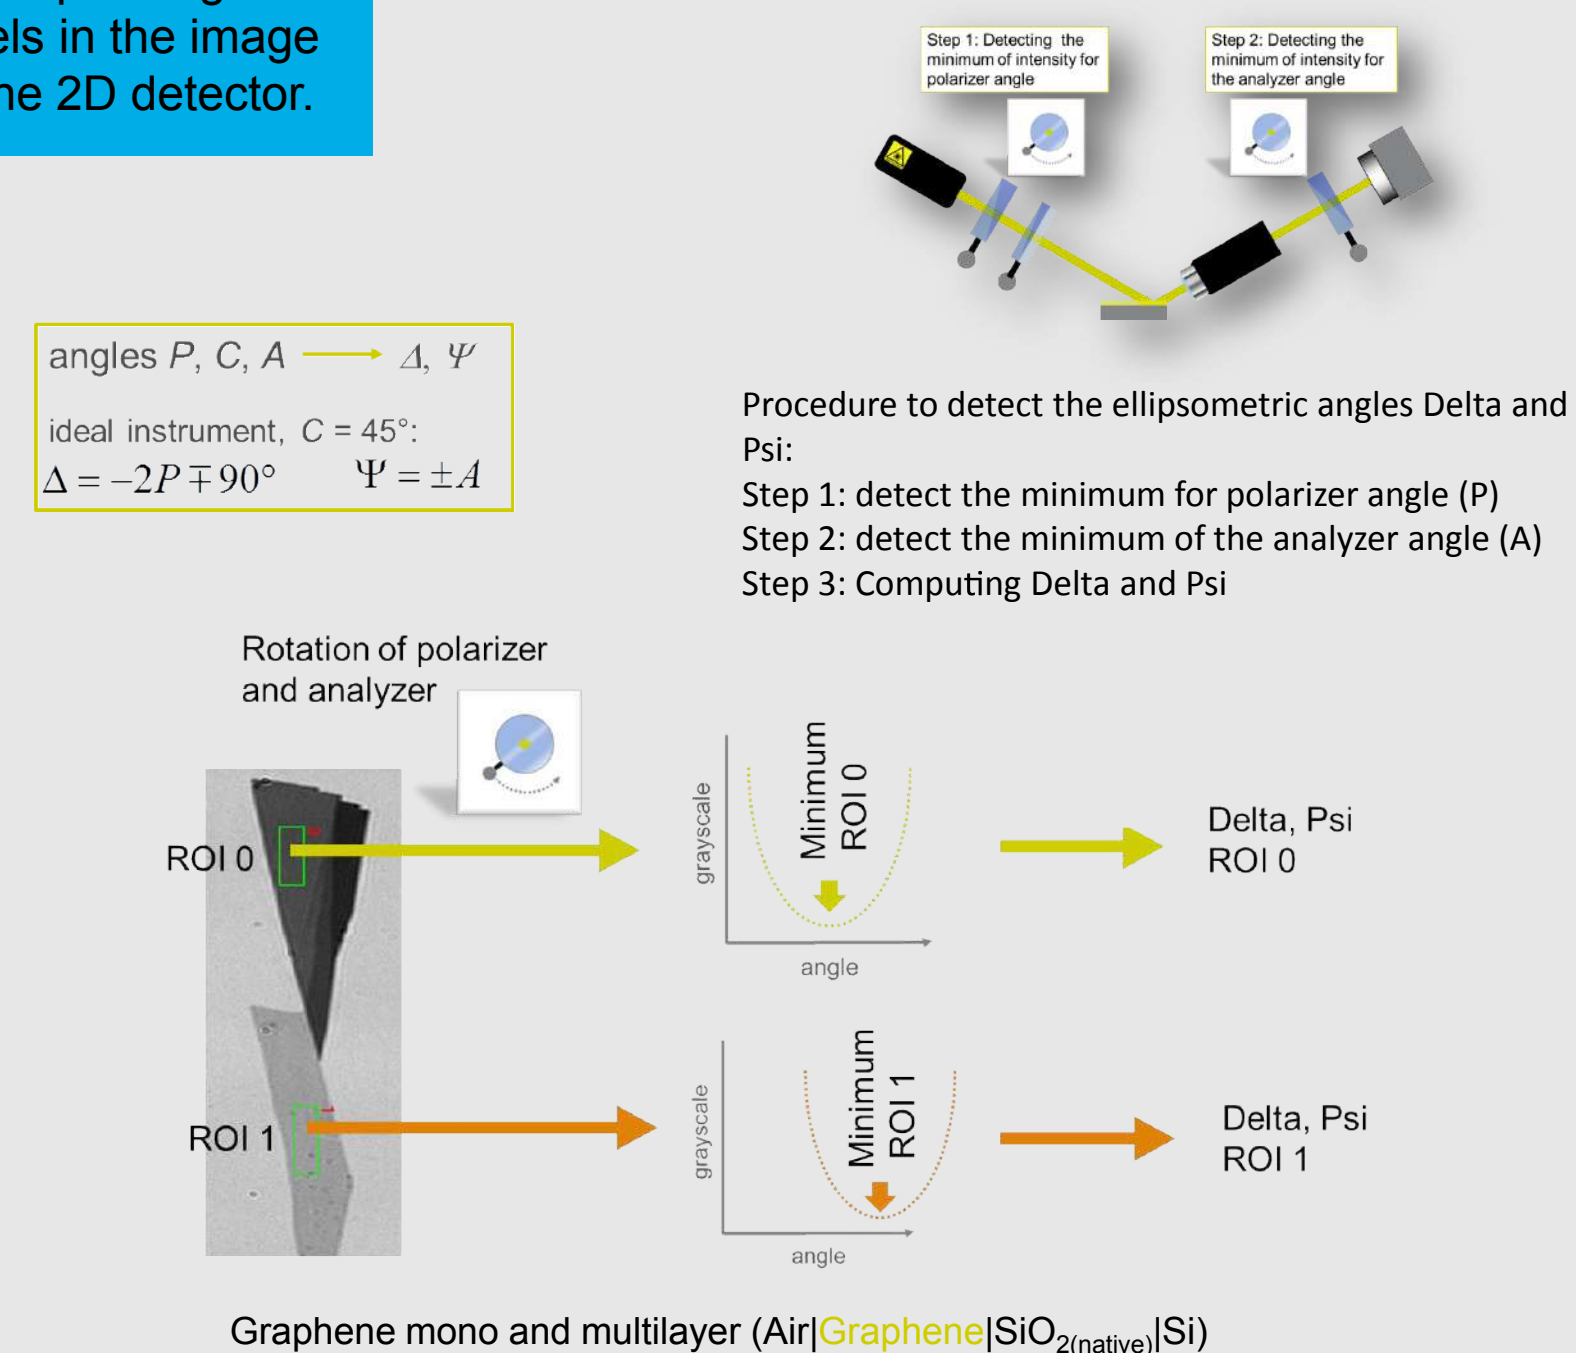 els in the image
he 2D detector.
Step 1: Detecting the
minimum of intensity for
polarizer angle
Step 2: Detecting the
minimum of intensity for
the analyzer angle
angles P, C, A ⟶ Δ, Ψ
ideal instrument, C = 45°:
Δ = −2P ∓ 90° Ψ = ±A
Procedure to detect the ellipsometric angles Delta and
Psi:
Step 1: detect the minimum for polarizer angle (P)
Step 2: detect the minimum of the analyzer angle (A)
Step 3: Computing Delta and Psi
Rotation of polarizer
and analyzer
ROI 0
grayscale
Minimum
ROI 0
angle
Delta, Psi
ROI 0
ROI 1
1
grayscale
Minimum
ROI 1
angle
Delta, Psi
ROI 1
Graphene mono and multilayer (Air|Graphene|SiO₂₍native₎|Si)